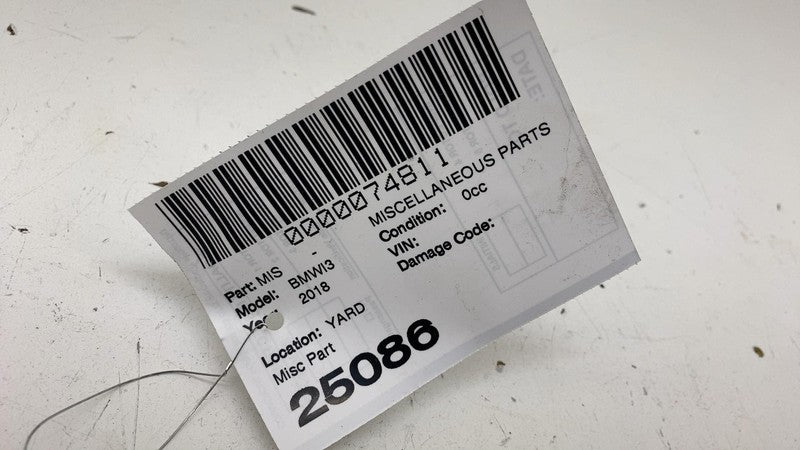 0000074811
Part: MIS - MISCELLANEOUS PARTS
Model: BMWI3 Condition: 0cc
Year: 2018 VIN:
Damage Code:
Location: YARD
Misc Part
25086
DATE: